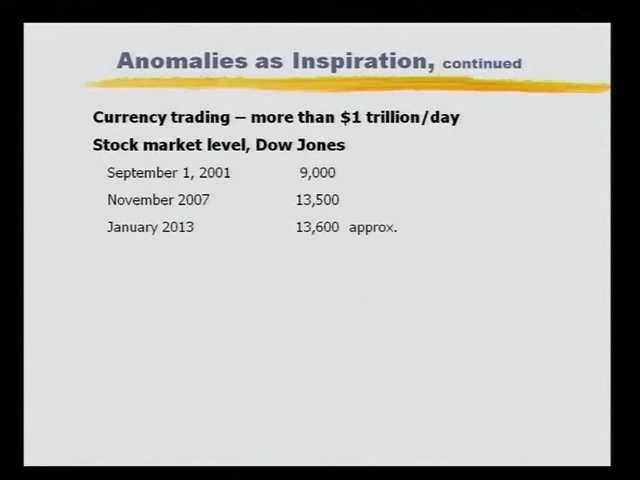 Anomalies as Inspiration, continued
Currency trading – more than $1 trillion/day
Stock market level, Dow Jones
September 1, 2001 9,000
November 2007 13,500
January 2013 13,600 approx.